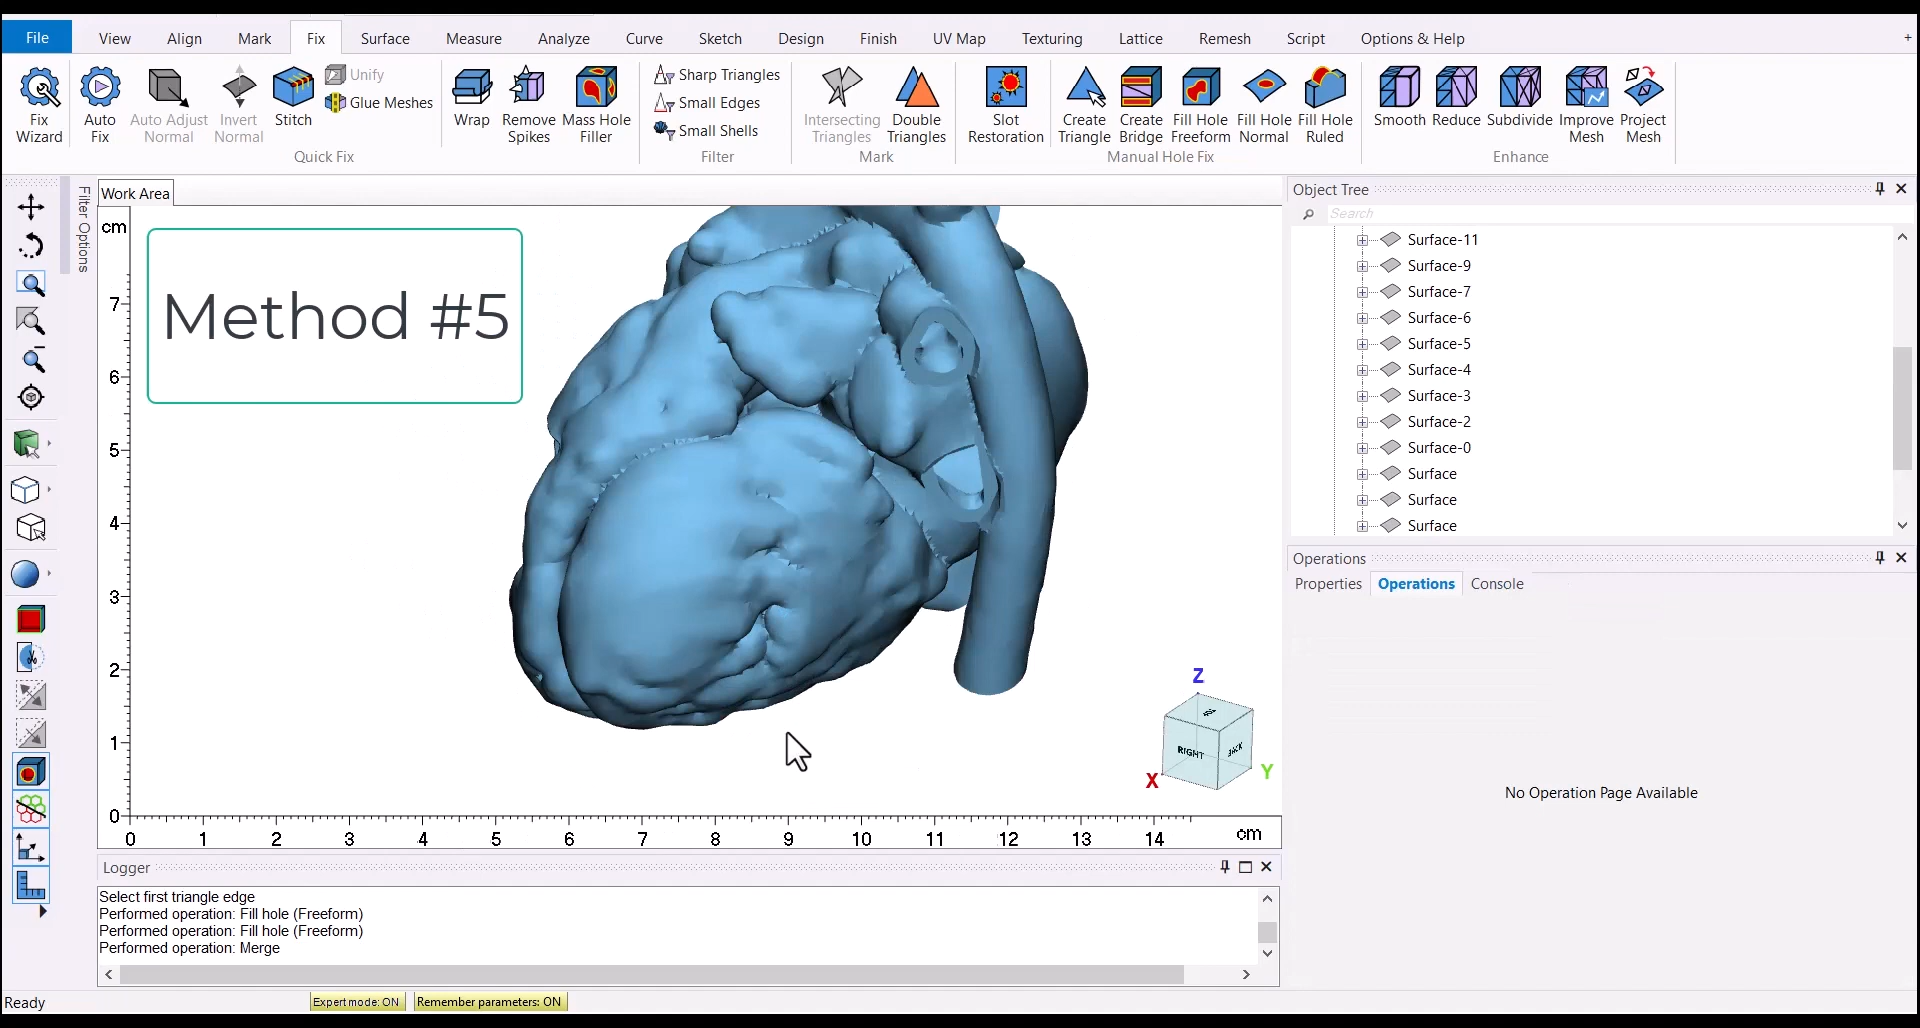 File View Align Mark Fix Surface Measure Analyze Curve Sketch Design Finish UV Map Texturing Lattice Remesh Script Options & Help +
Fix Wizard
Auto Fix
Auto Adjust Normal
Invert Normal
Stitch
Unify
Glue Meshes
Quick Fix
Wrap
Remove Spikes
Mass Hole Filler
Sharp Triangles
Small Edges
Small Shells
Filter
Intersecting Triangles
Double Triangles
Mark
Slot Restoration
Create Triangle
Create Bridge
Fill Hole Freeform
Fill Hole Normal
Fill Hole Ruled
Manual Hole Fix
Smooth
Reduce
Subdivide
Improve Mesh
Project Mesh
Enhance
Filter Options
Work Area
cm
Method #5
7
6
5
4
3
2
1
0
0 1 2 3 4 5 6 7 8 9 10 11 12 13 14 cm
Z
RIGHT
BACK
X
Y
Object Tree
Search
Surface-11
Surface-9
Surface-7
Surface-6
Surface-5
Surface-4
Surface-3
Surface-2
Surface-0
Surface
Surface
Surface
Operations
Properties Operations Console
No Operation Page Available
Logger
Select first triangle edge
Performed operation: Fill hole (Freeform)
Performed operation: Fill hole (Freeform)
Performed operation: Merge
Ready
Expert mode: ON
Remember parameters: ON